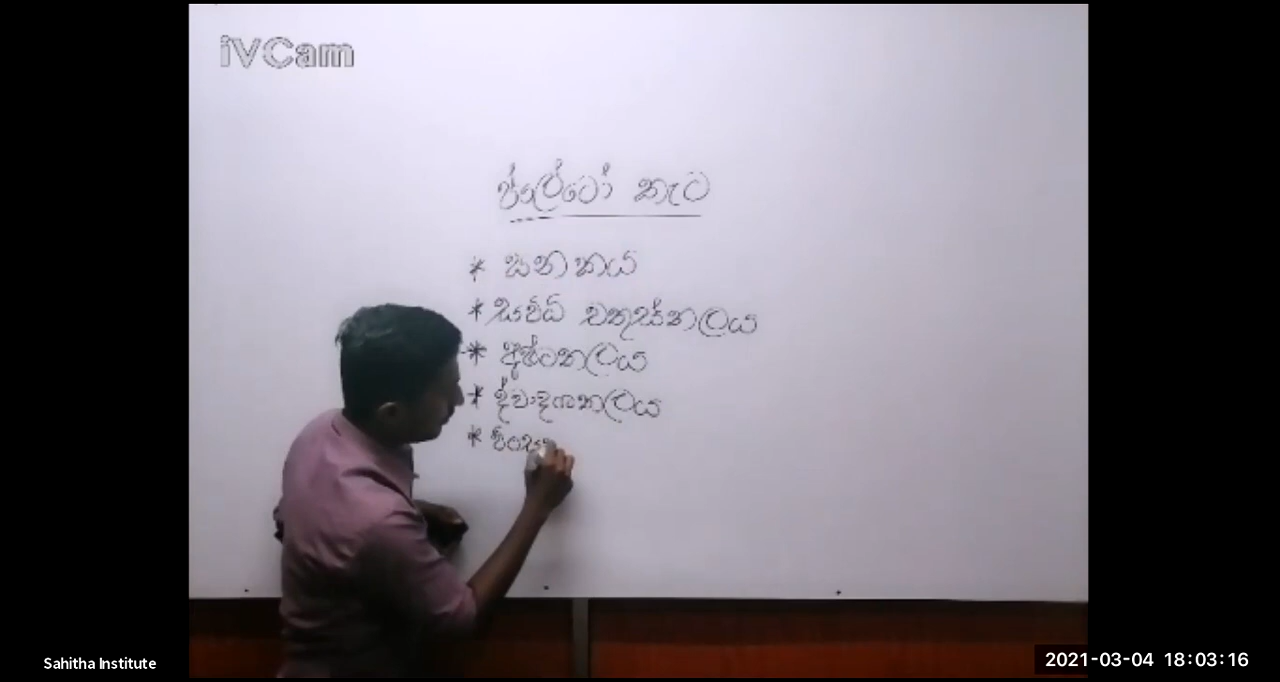 iVCam
ප්ලේටෝ කැට
* ඝනකය
* සවිධි චතුස්තලය
* අෂ්ටතලය
* ද්වාදශතලය
*
Sahitha Institute
2021-03-04 18:03:16